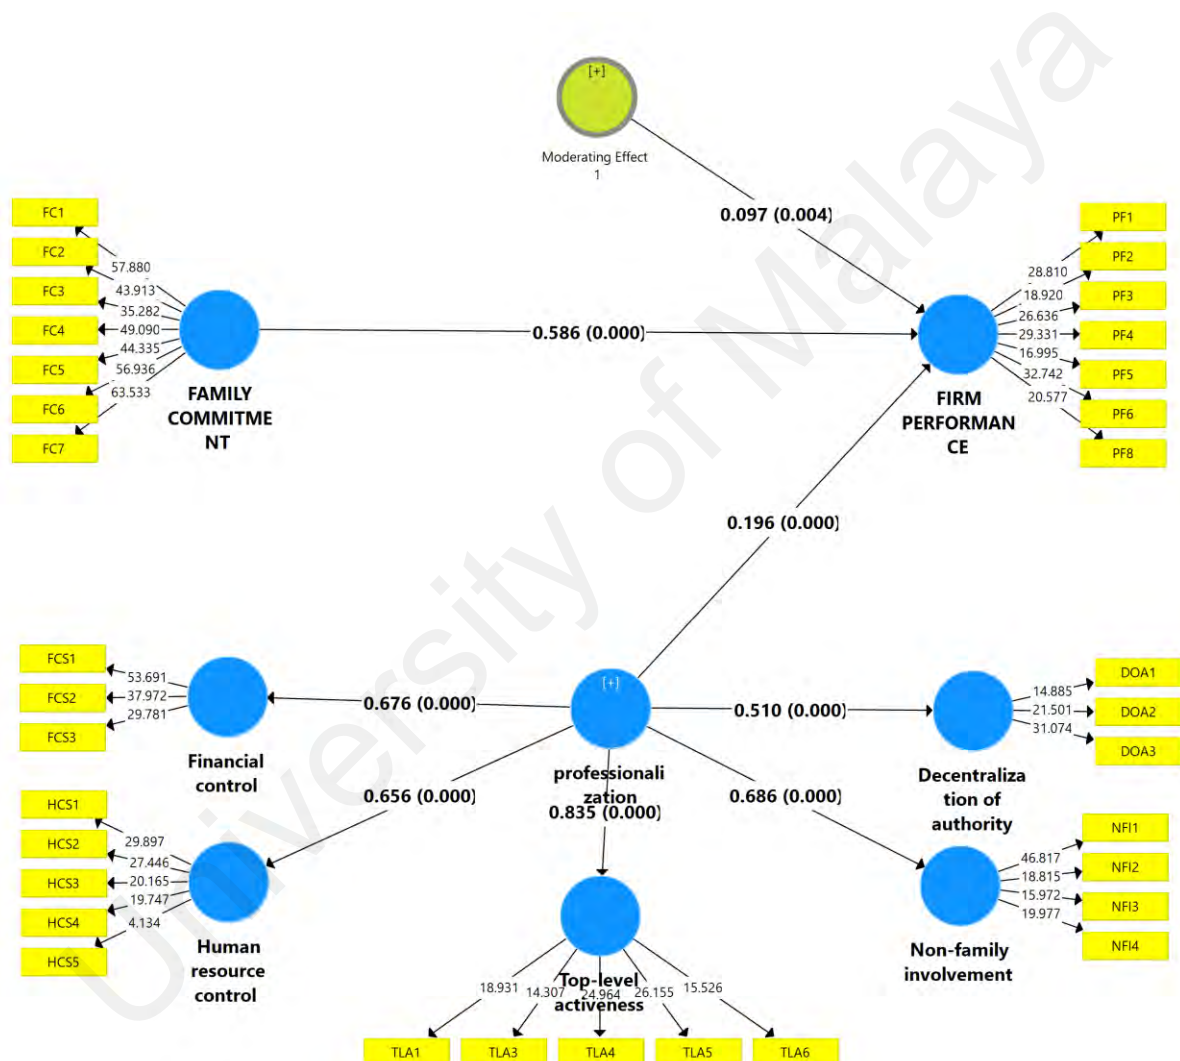 [+]
Moderating Effect
1
0.097 (0.004)
FC1
FC2
FC3
FC4
FC5
FC6
FC7
57.880
43.913
35.282
49.090
44.335
56.936
63.533
FAMILY
COMMITME
NT
0.586 (0.000)
PF1
PF2
PF3
PF4
PF5
PF6
PF8
28.810
18.920
26.636
29.331
16.995
32.742
20.577
FIRM
PERFORMAN
CE
0.196 (0.000)
FCS1
FCS2
FCS3
53.691
37.972
29.781
Financial
control
0.676 (0.000)
[+]
professionali
zation
0.510 (0.000)
DOA1
DOA2
DOA3
14.885
21.501
31.074
Decentraliza
tion of
authority
0.656 (0.000)
0.835 (0.000)
0.686 (0.000)
HCS1
HCS2
HCS3
HCS4
HCS5
29.897
27.446
20.165
19.747
4.134
Human
resource
control
NFI1
NFI2
NFI3
NFI4
46.817
18.815
15.972
19.977
Non-family
involvement
Top-level
activeness
18.931
14.307
24.964
26.155
15.526
TLA1
TLA3
TLA4
TLA5
TLA6
University of Malaya